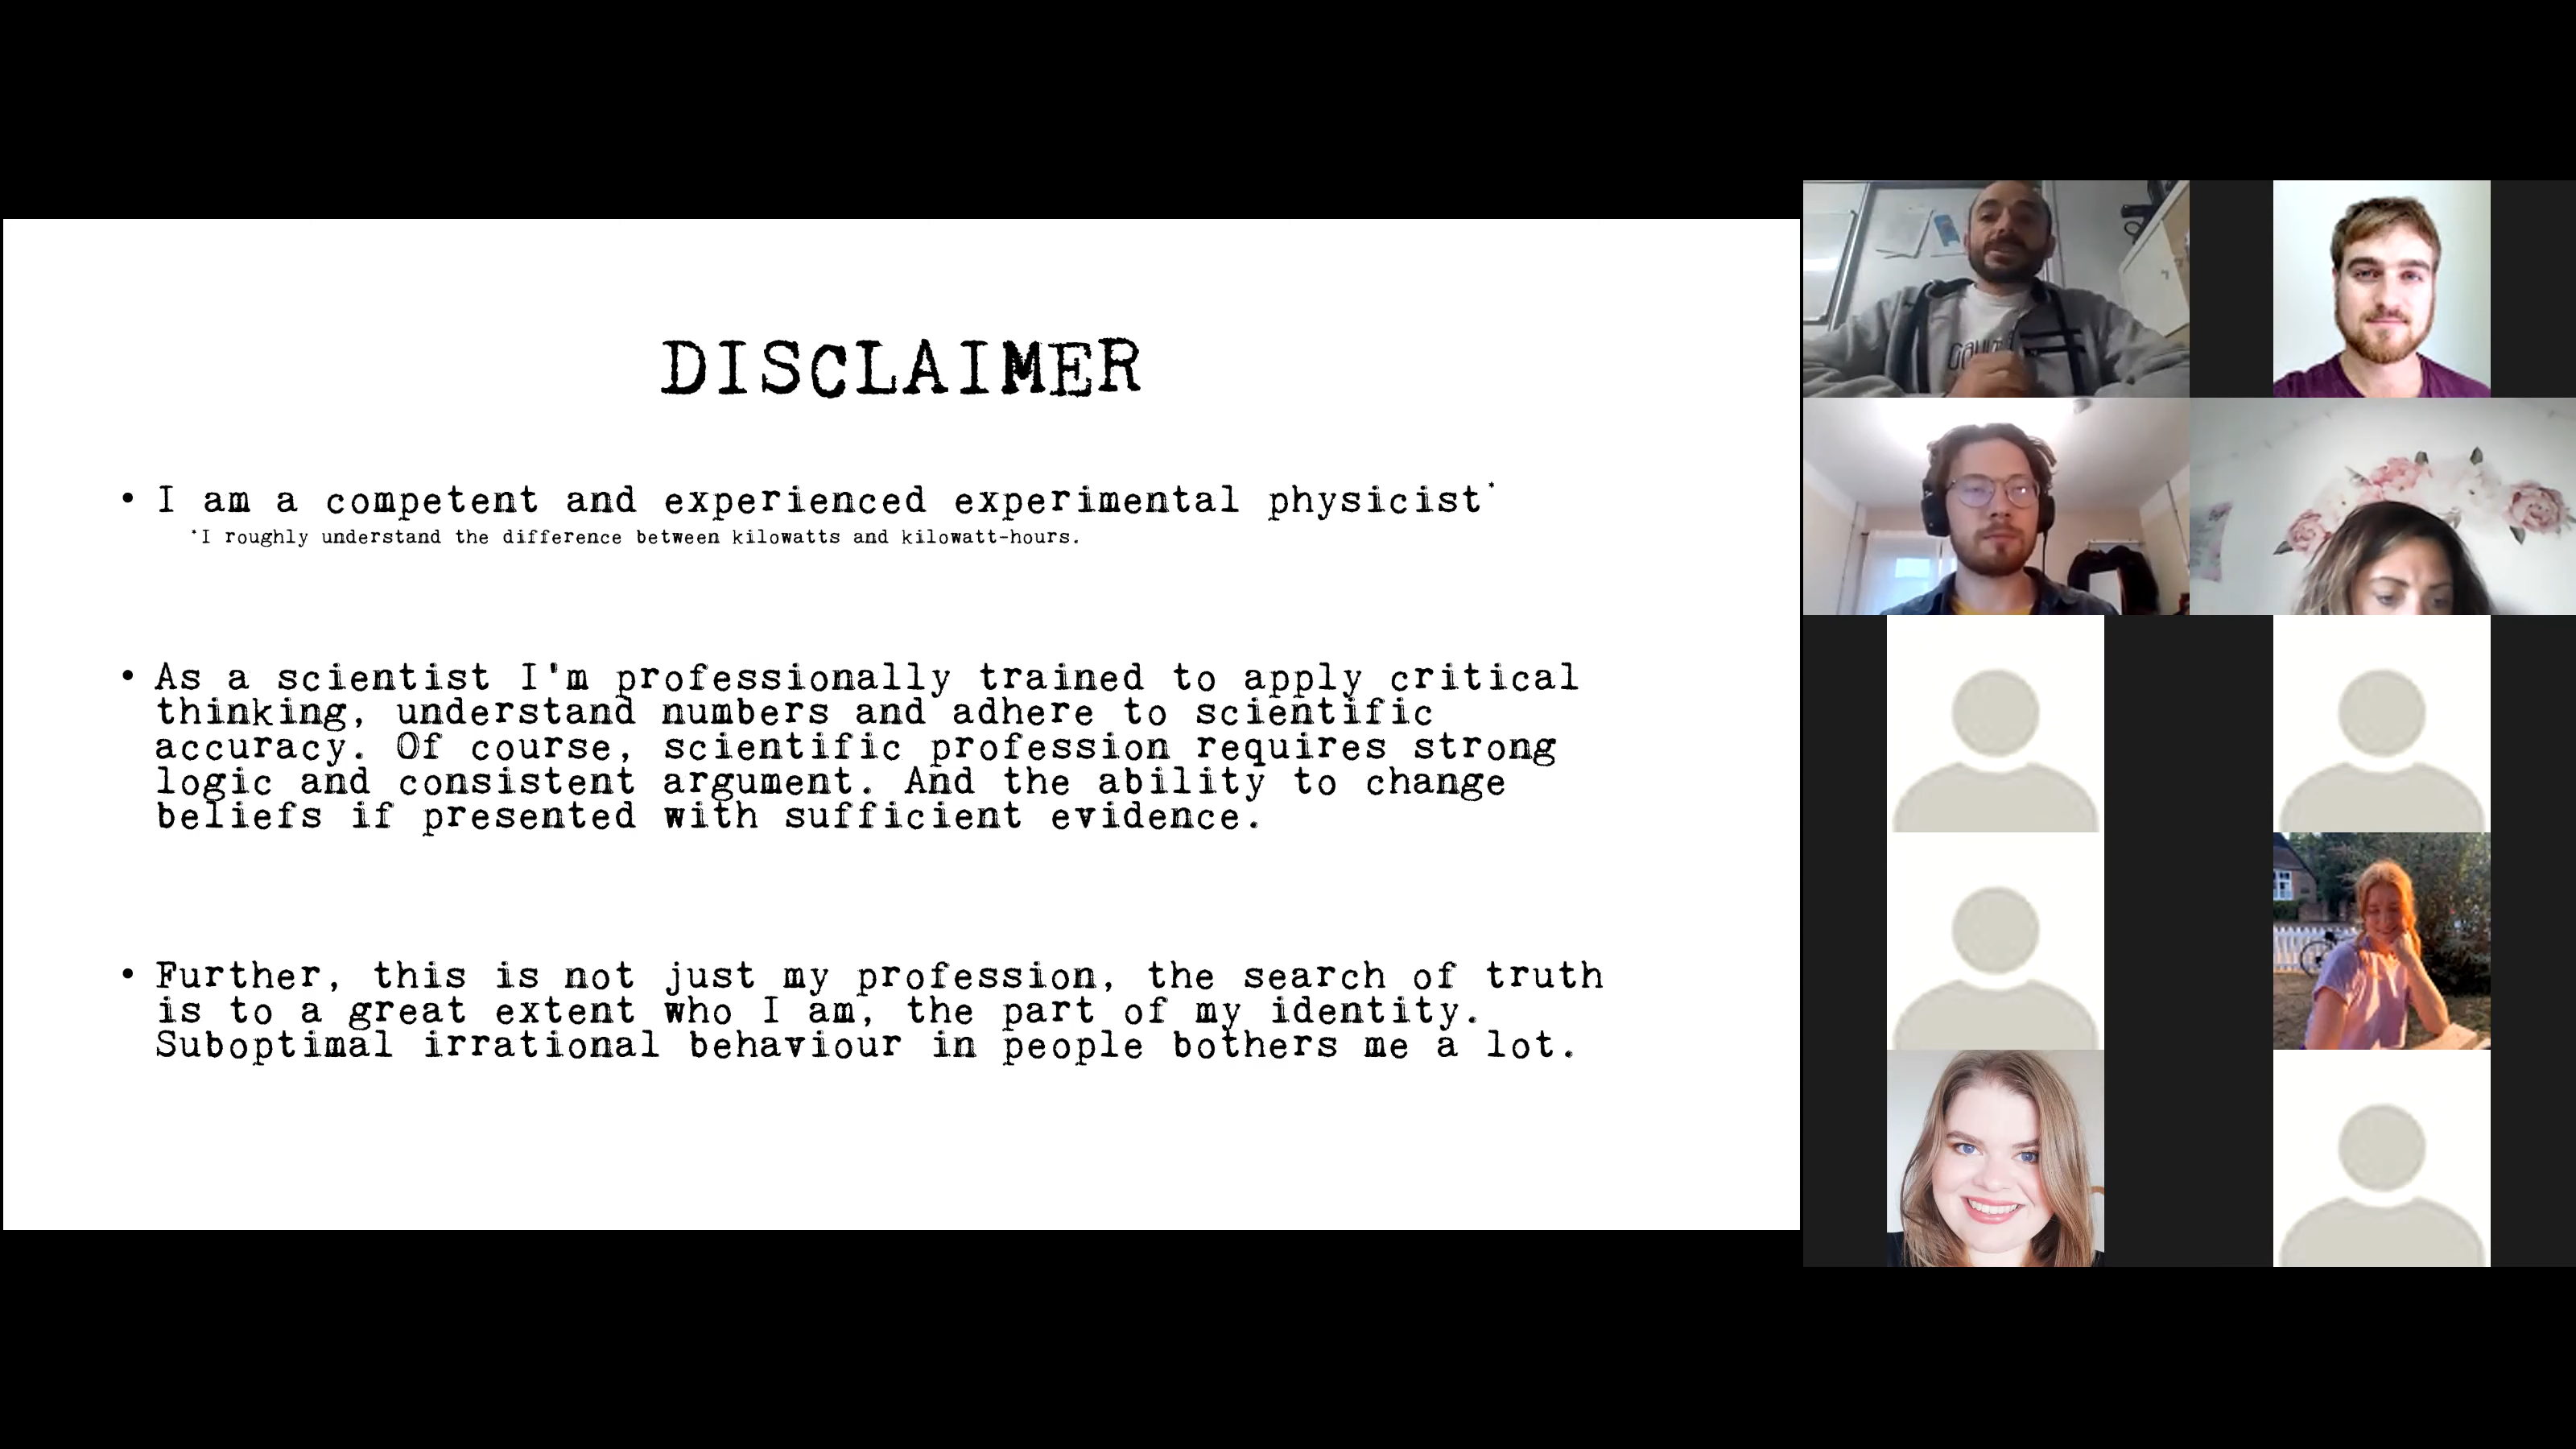 DISCLAIMER
• I am a competent and experienced experimental physicist*
*I roughly understand the difference between kilowatts and kilowatt-hours.
• As a scientist I'm professionally trained to apply critical
thinking, understand numbers and adhere to scientific
accuracy. Of course, scientific profession requires strong
logic and consistent argument. And the ability to change
beliefs if presented with sufficient evidence.
• Further, this is not just my profession, the search of truth
is to a great extent who I am, the part of my identity.
Suboptimal irrational behaviour in people bothers me a lot.